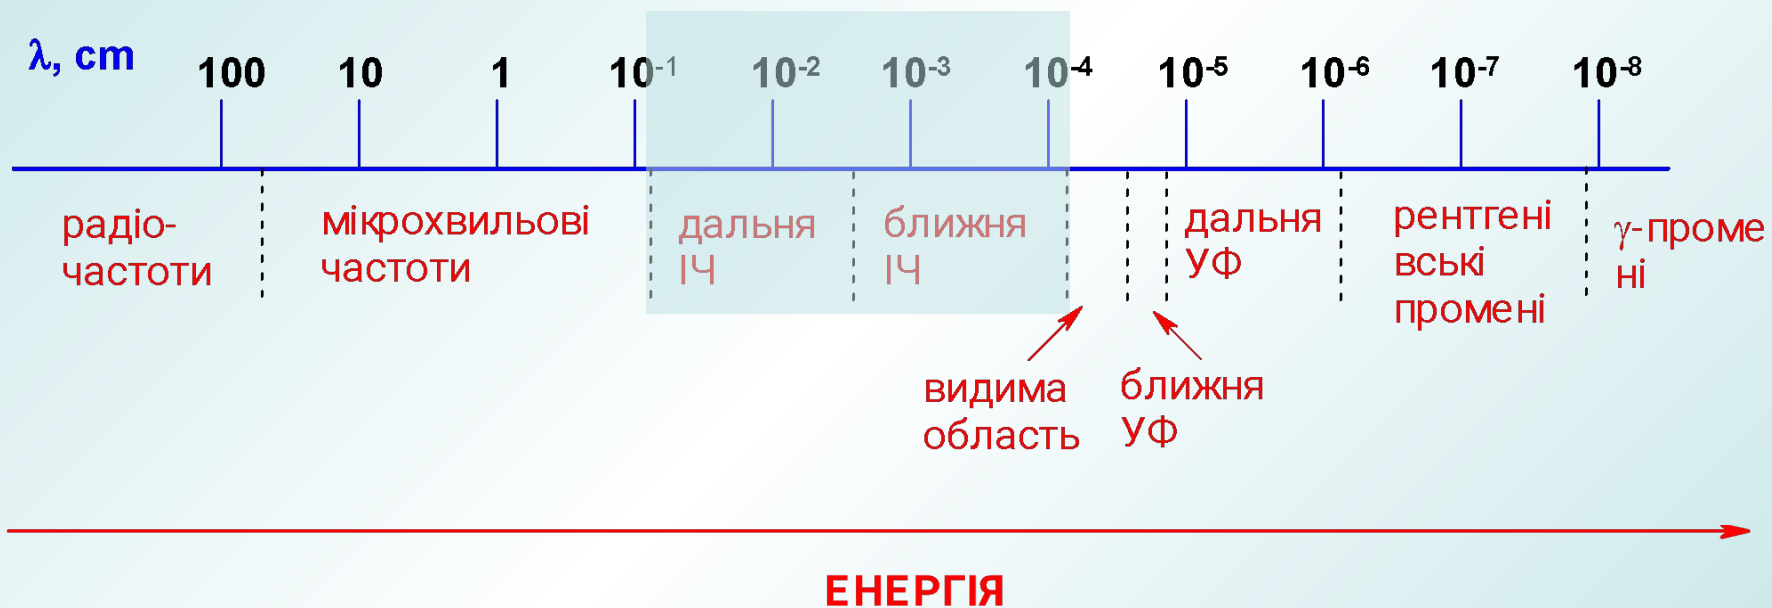 λ, cm 100 10 1 10⁻¹ 10⁻² 10⁻³ 10⁻⁴ 10⁻⁵ 10⁻⁶ 10⁻⁷ 10⁻⁸
радіо-
частоти
мікрохвильові
частоти
дальня
ІЧ
ближня
ІЧ
дальня
УФ
рентгені
вські
промені
γ-проме
ні
видима
область
ближня
УФ
ЕНЕРГІЯ